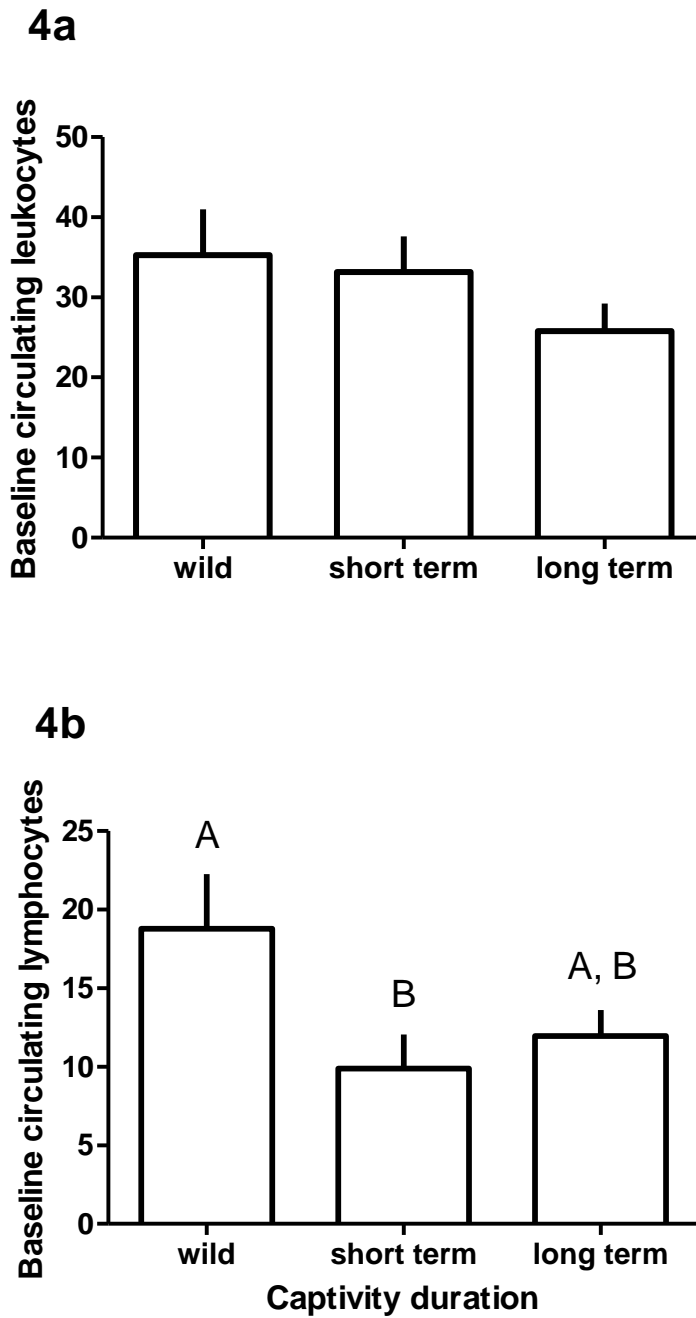 4a
Baseline circulating leukocytes
50
40
30
20
10
0
wild short term long term
4b
Baseline circulating lymphocytes
25
20
15
10
5
0
A
B
A, B
wild short term long term
Captivity duration